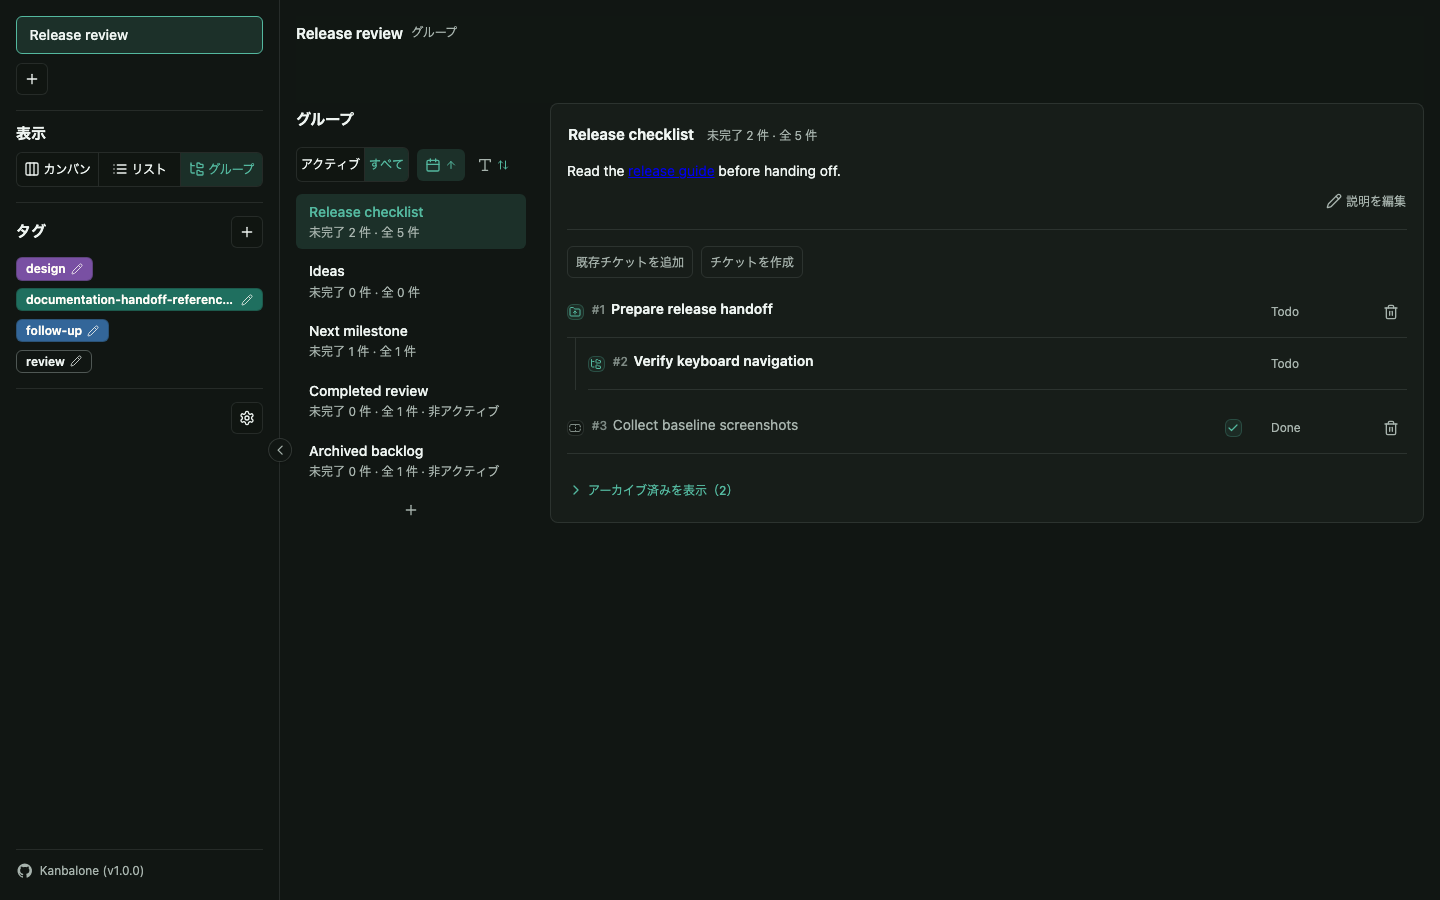 Release review
表示
カンバン
リスト
グループ
タグ
design
documentation-handoff-referenc...
follow-up
review
Kanbalone (v1.0.0)
Release review グループ
グループ
アクティブ すべて
Release checklist
未完了 2 件 · 全 5 件
Ideas
未完了 0 件 · 全 0 件
Next milestone
未完了 1 件 · 全 1 件
Completed review
未完了 0 件 · 全 1 件 · 非アクティブ
Archived backlog
未完了 0 件 · 全 1 件 · 非アクティブ
Release checklist 未完了 2 件 · 全 5 件
Read the release guide before handing off.
説明を編集
既存チケットを追加 チケットを作成
#1 Prepare release handoff Todo
#2 Verify keyboard navigation Todo
#3 Collect baseline screenshots Done
アーカイブ済みを表示（2）